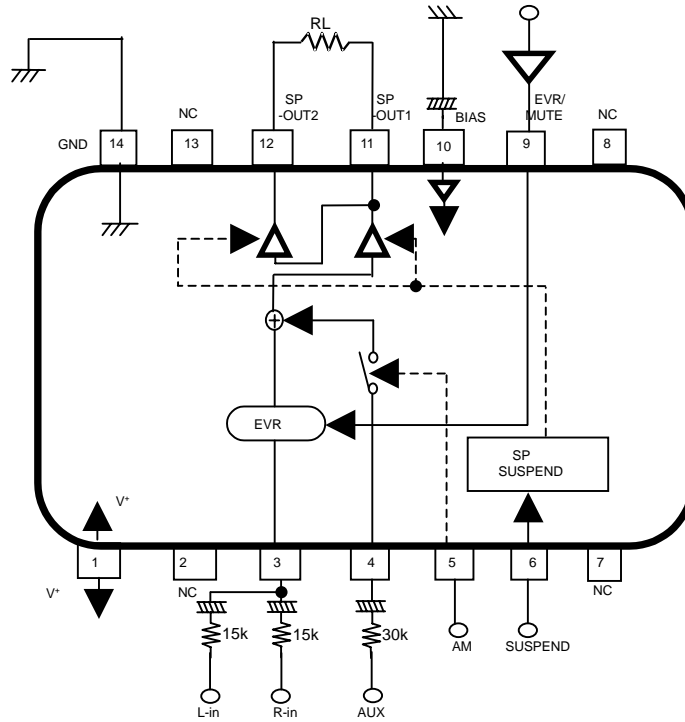 RL
NC
SP
-OUT2
SP
-OUT1
BIAS
EVR/
MUTE
NC
GND
14
13
12
11
10
9
8
+
EVR
SP
SUSPEND
V+
1
2
3
4
5
6
7
V+
NC
NC
15k
15k
30k
AM
SUSPEND
L-in
R-in
AUX